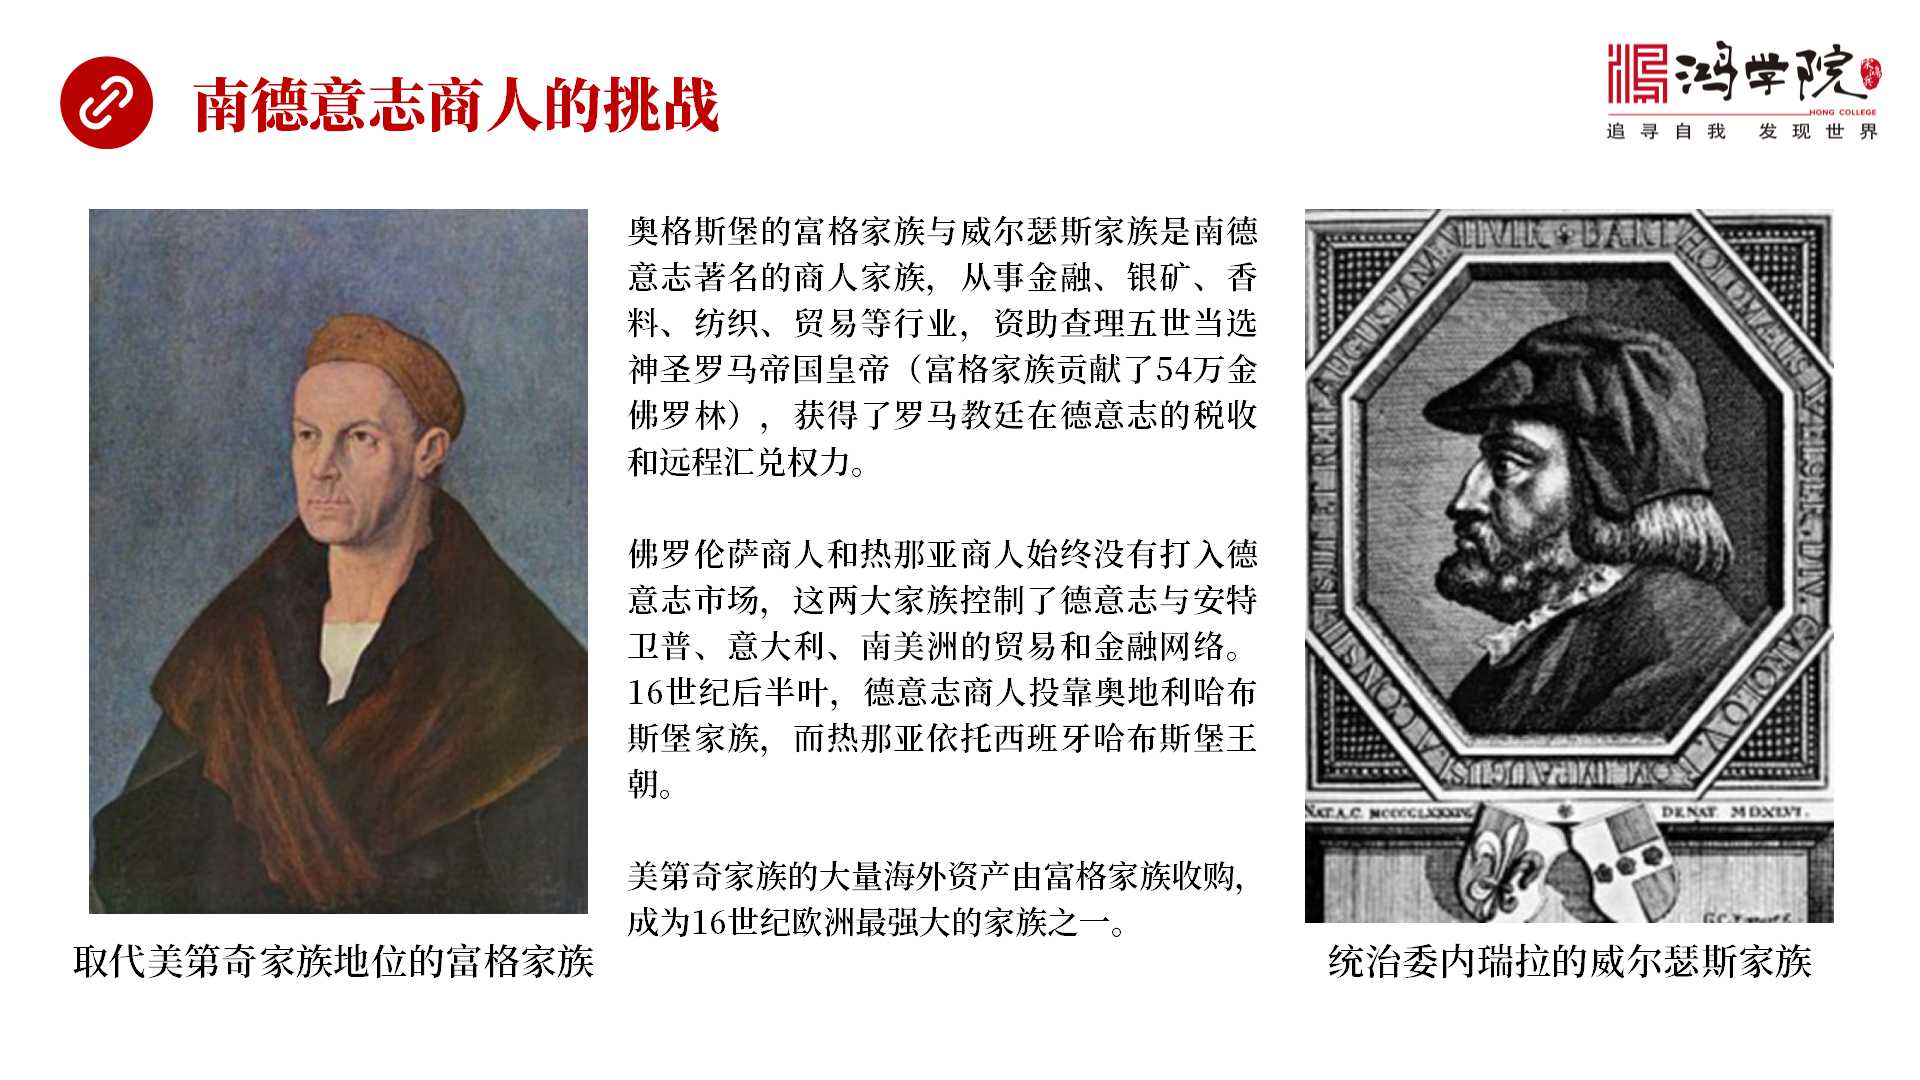 南德意志商人的挑战
鸿学院
HONG COLLEGE
追寻自我 发现世界
奥格斯堡的富格家族与威尔瑟斯家族是南德
意志著名的商人家族，从事金融、银矿、香
料、纺织、贸易等行业，资助查理五世当选
神圣罗马帝国皇帝（富格家族贡献了54万金
佛罗林），获得了罗马教廷在德意志的税收
和远程汇兑权力。
佛罗伦萨商人和热那亚商人始终没有打入德
意志市场，这两大家族控制了德意志与安特
卫普、意大利、南美洲的贸易和金融网络。
16世纪后半叶，德意志商人投靠奥地利哈布
斯堡家族，而热那亚依托西班牙哈布斯堡王
朝。
美第奇家族的大量海外资产由富格家族收购，
成为16世纪欧洲最强大的家族之一。
取代美第奇家族地位的富格家族
DENAT MDXLVI.
统治委内瑞拉的威尔瑟斯家族